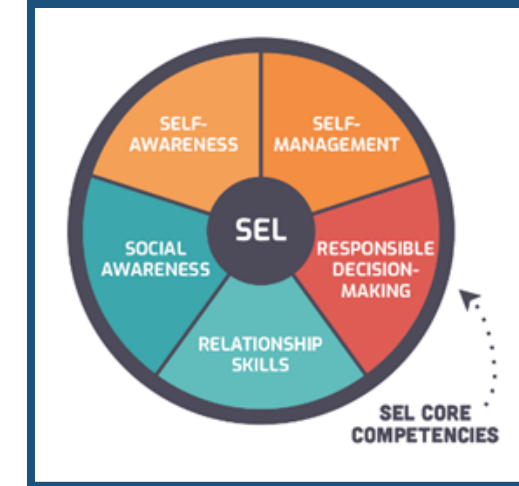 SELF-
AWARENESS
SELF-
MANAGEMENT
SEL
SOCIAL
AWARENESS
RESPONSIBLE
DECISION-
MAKING
RELATIONSHIP
SKILLS
SEL CORE
COMPETENCIES